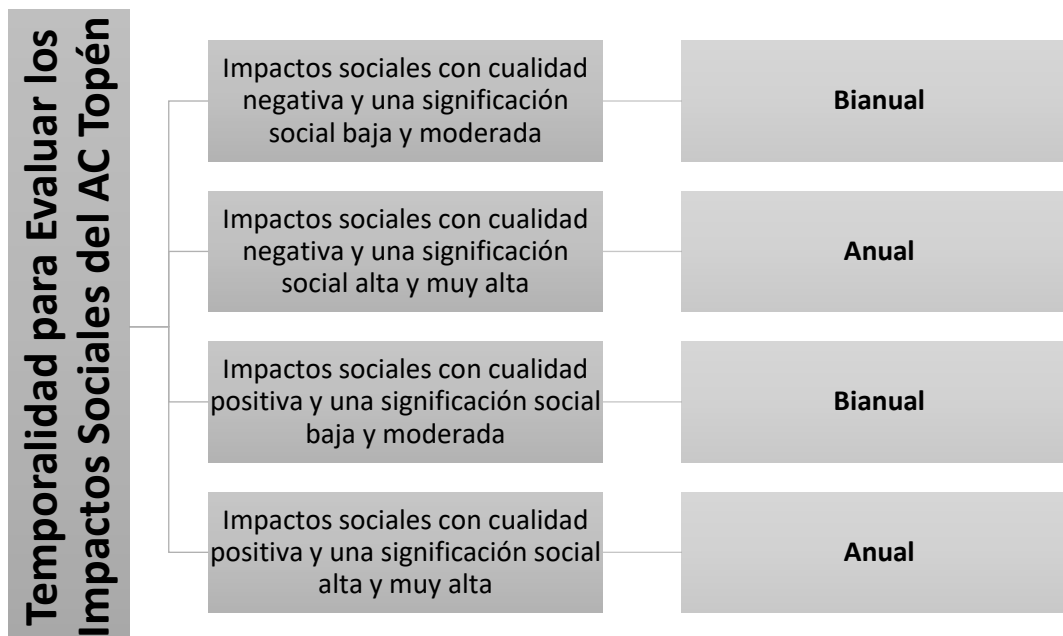 Temporalidad para Evaluar los
Impactos Sociales del AC Topén
Impactos sociales con cualidad
negativa y una significación
social baja y moderada
Bianual
Impactos sociales con cualidad
negativa y una significación
social alta y muy alta
Anual
Impactos sociales con cualidad
positiva y una significación social
baja y moderada
Bianual
Impactos sociales con cualidad
positiva y una significación social
alta y muy alta
Anual